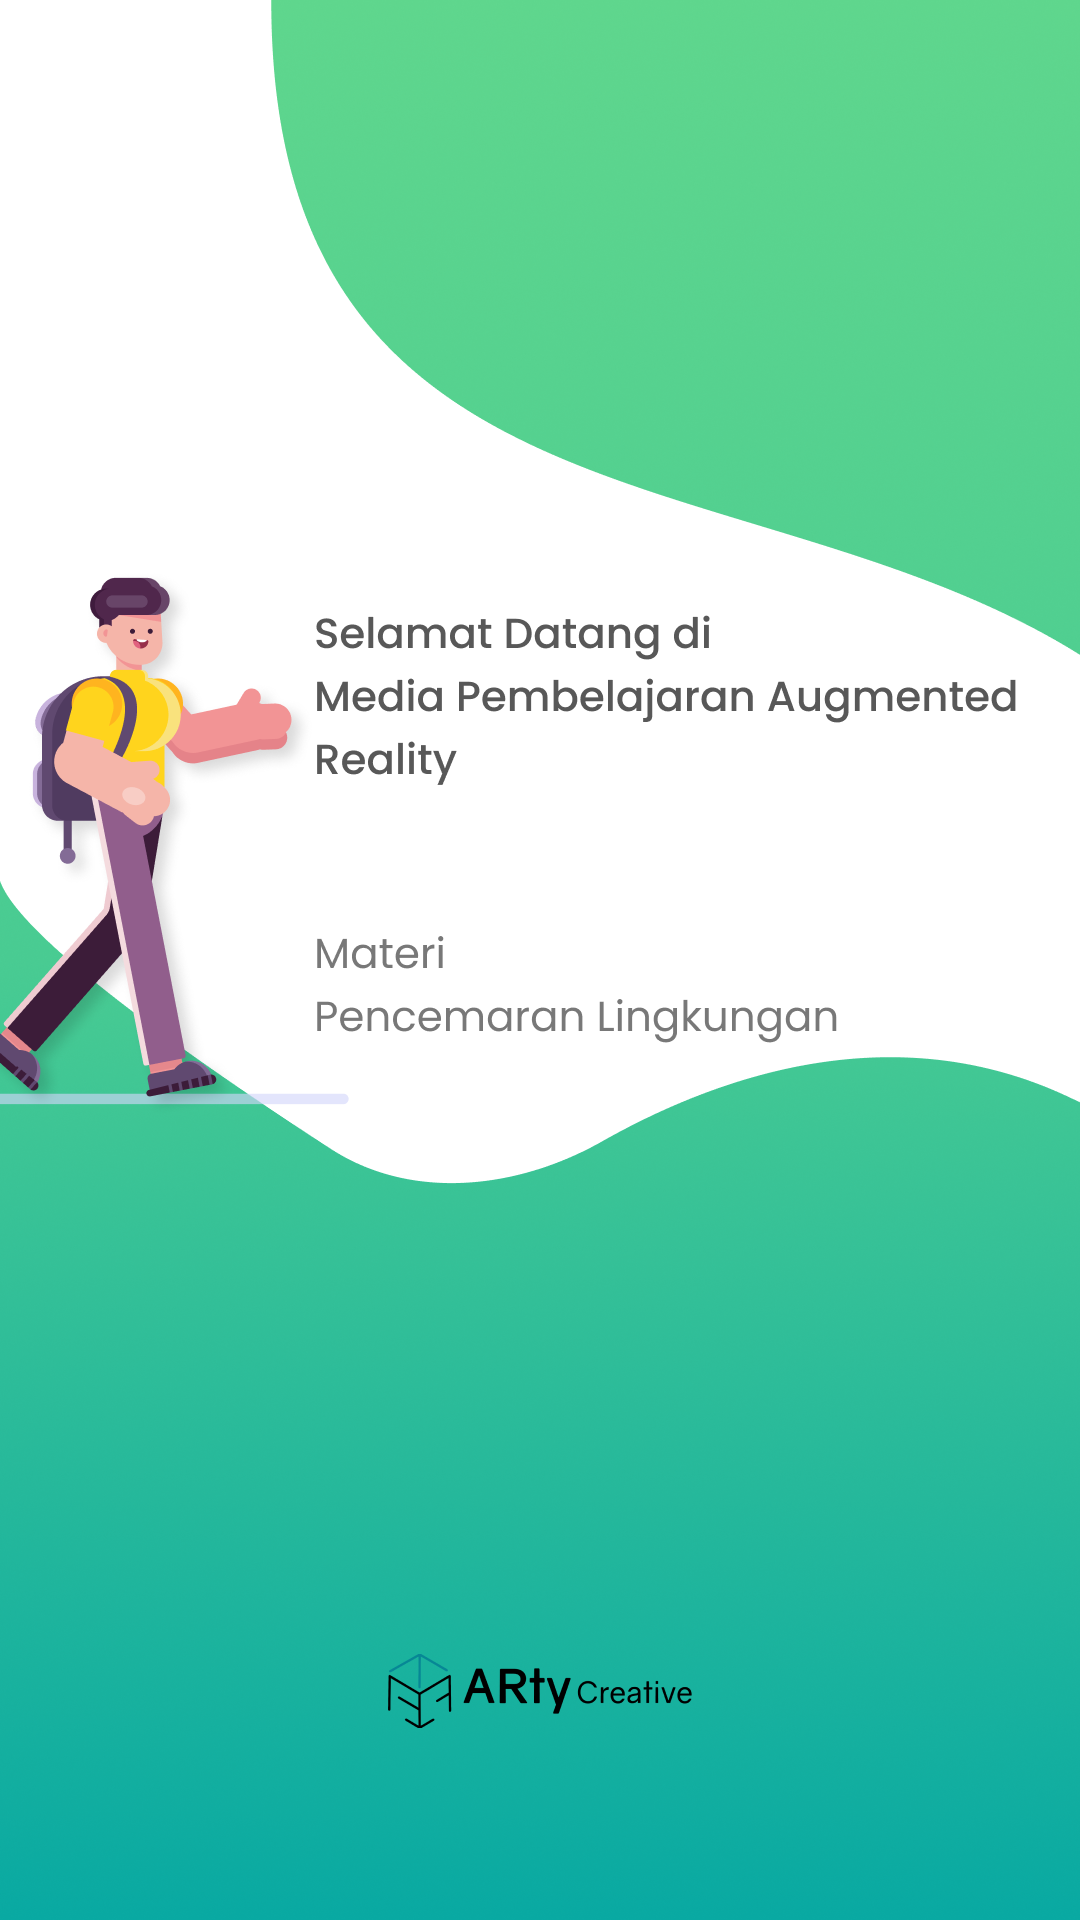 Selamat Datang di
Media Pembelajaran Augmented
Reality
Materi
Pencemaran Lingkungan
ARty Creative